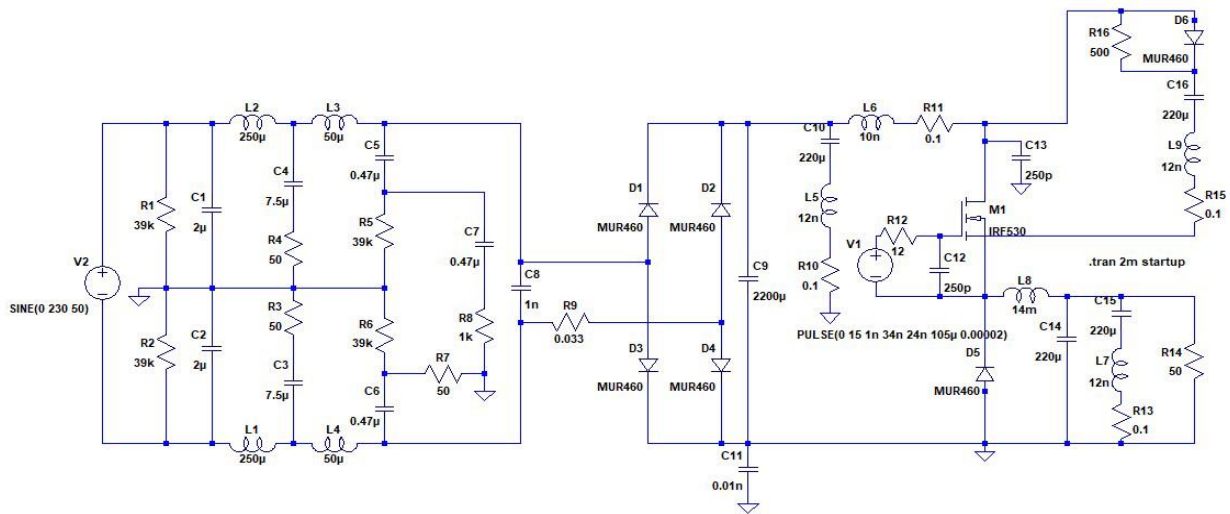 V2
SINE(0 230 50)
R1
39k
R2
39k
C1
2µ
C2
2µ
L2
250µ
L3
50µ
C4
7.5µ
R4
50
R3
50
C3
7.5µ
L1
250µ
L4
50µ
C5
0.47µ
R5
39k
R6
39k
C6
0.47µ
C7
0.47µ
R8
1k
R7
50
C8
1n
R9
0.033
D1
MUR460
D2
MUR460
D3
MUR460
D4
MUR460
C9
2200µ
C11
0.01n
C10
220µ
L5
12n
R10
0.1
L6
10n
R11
0.1
C13
250p
M1
IRF530
V1
R12
12
C12
250p
PULSE(0 15 1n 34n 24n 105µ 0.00002)
D5
MUR460
L8
14m
C14
220µ
C15
220µ
L7
12n
R13
0.1
R14
50
.tran 2m startup
R16
500
D6
MUR460
C16
220µ
L9
12n
R15
0.1